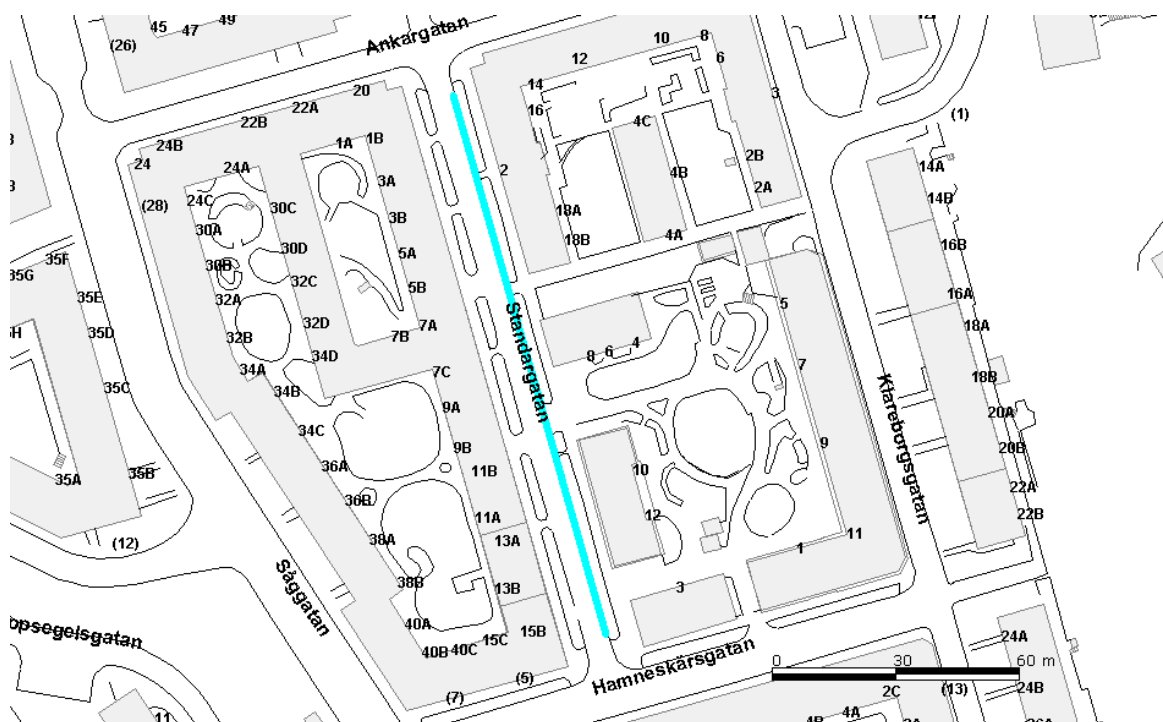 45
47
49
(26)
Ankargatan
8
10
6
12
14
3
20
22A
16
22B
4C
(1)
24B
1A
1B
24
24A
2
2B
14A
4B
3A
2A
24C
14B
(28)
30C
3B
18A
30A
4A
18B
16B
30D
5A
35F
30B
35G
32C
5B
35E
32A
16A
5
32D
7A
18A
35D
32B
7B
Standargatan
4
6
8
34D
7
34A
7C
18B
35C
34B
Klareborgsgatan
9A
20A
34C
9
9B
20B
36A
10
11B
35B
35A
22A
36B
12
11A
22B
11
(12)
38A
13A
1
38B
13B
3
Såggatan
40A
15B
24A
opsegelsgatan
15C
40C
40B
Hamneskärsgatan
0 30 60 m
(5)
(7)
2C
(13)
24B
11
4A
4B